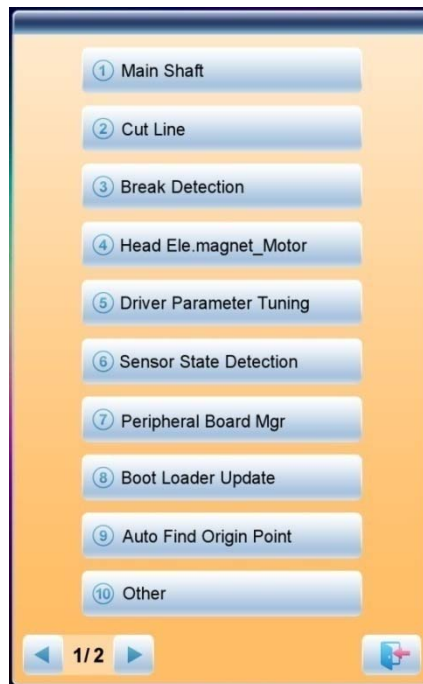 1 Main Shaft
2 Cut Line
3 Break Detection
4 Head Ele.magnet_Motor
5 Driver Parameter Tuning
6 Sensor State Detection
7 Peripheral Board Mgr
8 Boot Loader Update
9 Auto Find Origin Point
10 Other
1/2